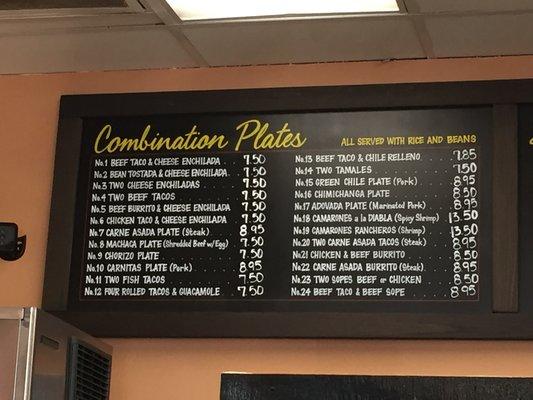 Combination Plates ALL SERVED WITH RICE AND BEANS
No.1 BEEF TACO & CHEESE ENCHILADA 7.50
No.2 BEAN TOSTADA & CHEESE ENCHILADA 7.50
No.3 TWO CHEESE ENCHILADAS 7.50
No.4 TWO BEEF TACOS 7.50
No.5 BEEF BURRITO & CHEESE ENCHILADA 7.50
No.6 CHICKEN TACO & CHEESE ENCHILADA 7.50
No.7 CARNE ASADA PLATE (Steak) 8.95
No.8 MACHACA PLATE (Shredded Beef w/Egg) 7.50
No.9 CHORIZO PLATE 7.50
No.10 CARNITAS PLATE (Pork) 8.95
No.11 TWO FISH TACOS 7.50
No.12 FOUR ROLLED TACOS & GUACAMOLE 7.50
No.13 BEEF TACO & CHILE RELLENO 7.85
No.14 TWO TAMALES 7.50
No.15 GREEN CHILE PLATE (Pork) 8.95
No.16 CHIMICHANGA PLATE 8.50
No.17 ADOVADA PLATE (Marinated Pork) 8.95
No.18 CAMARONES a la DIABLA (Spicy Shrimp) 13.50
No.19 CAMARONES RANCHEROS (Shrimp) 13.50
No.20 TWO CARNE ASADA TACOS (Steak) 8.95
No.21 CHICKEN & BEEF BURRITO 8.50
No.22 CARNE ASADA BURRITO (Steak) 8.95
No.23 TWO SOPES BEEF or CHICKEN 8.50
No.24 BEEF TACO & BEEF SOPE 8.95